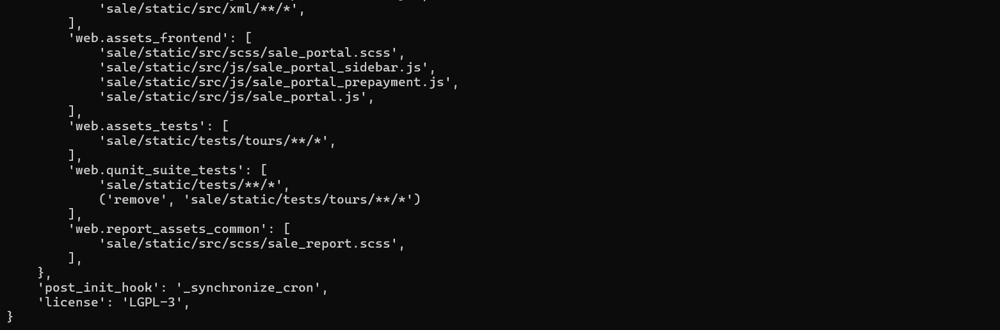 'sale/static/src/xml/**/*',
        ],
        'web.assets_frontend': [
            'sale/static/src/scss/sale_portal.scss',
            'sale/static/src/js/sale_portal_sidebar.js',
            'sale/static/src/js/sale_portal_prepayment.js',
            'sale/static/src/js/sale_portal.js',
        ],
        'web.assets_tests': [
            'sale/static/tests/tours/**/*',
        ],
        'web.qunit_suite_tests': [
            'sale/static/tests/**/*',
            ('remove', 'sale/static/tests/tours/**/*')
        ],
        'web.report_assets_common': [
            'sale/static/src/scss/sale_report.scss',
        ],
    },
    'post_init_hook': '_synchronize_cron',
    'license': 'LGPL-3',
}